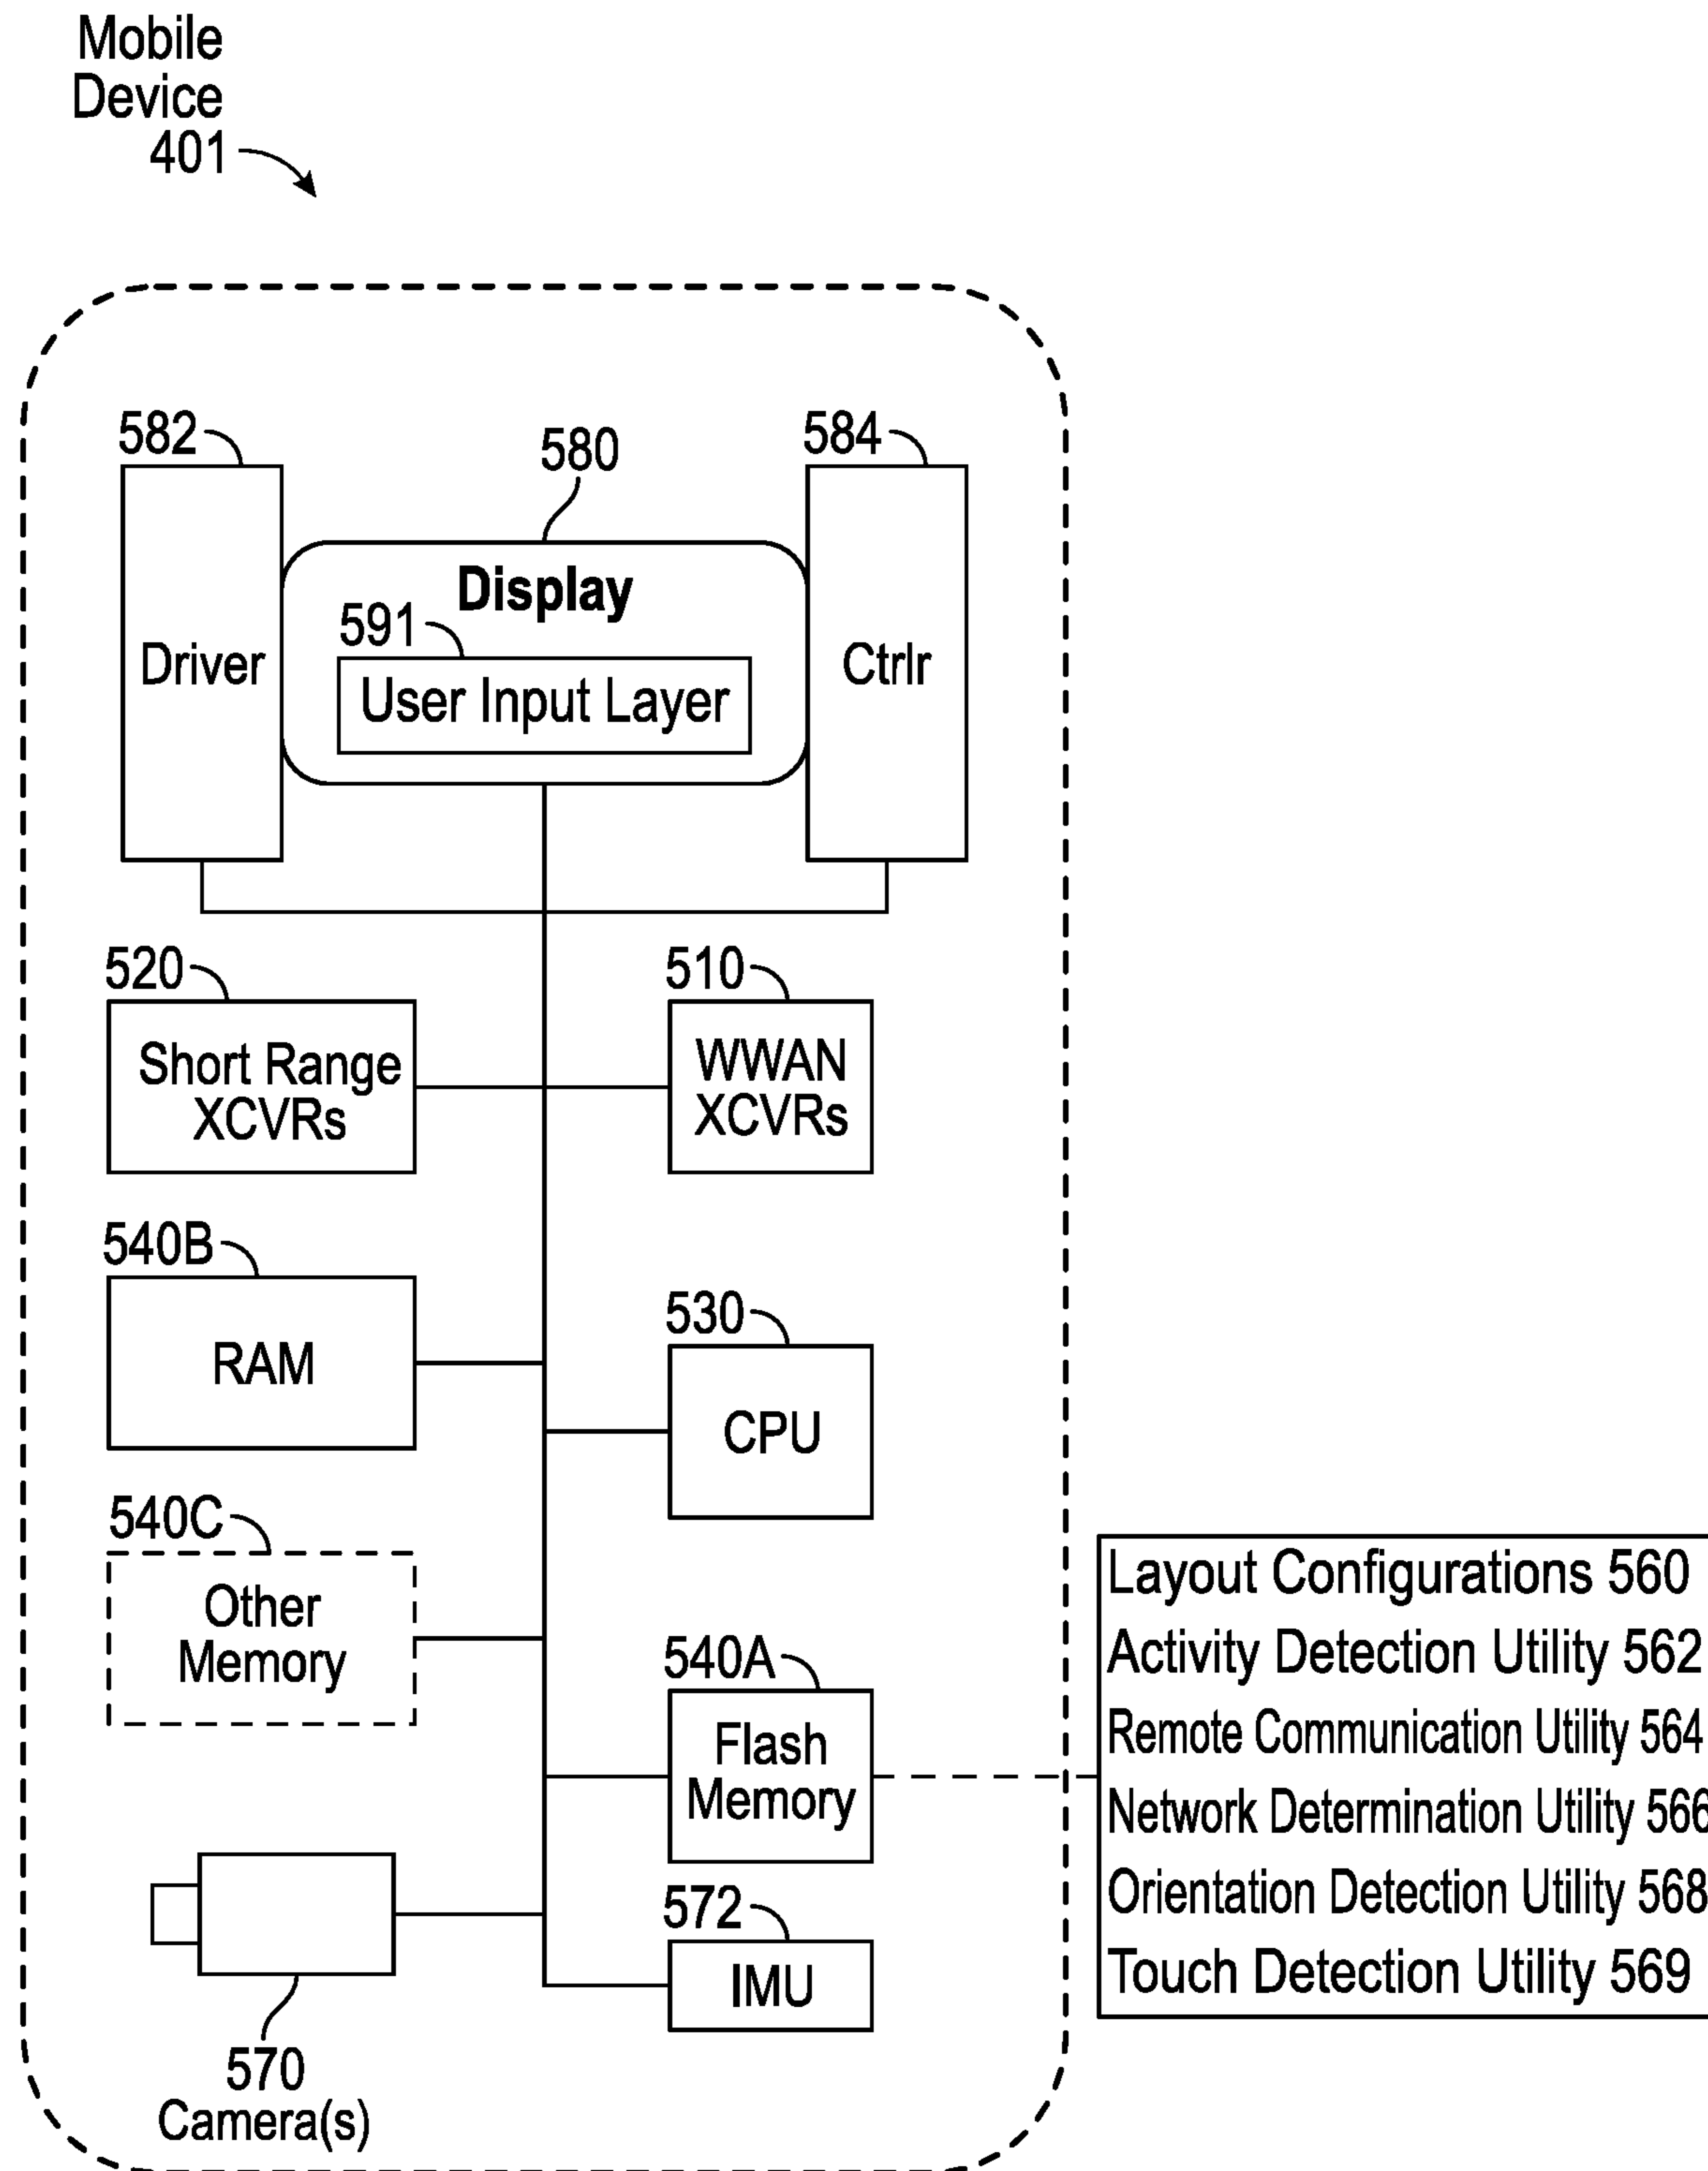 Mobile
Device
401
582
580
584
Display
591
Driver
User Input Layer
Ctrlr
520
510
Short Range
XCVRs
WWAN
XCVRs
540B
530
RAM
CPU
540C
Other
Memory
540A
Flash
Memory
Layout Configurations 560
Activity Detection Utility 562
Remote Communication Utility 564
Network Determination Utility 566
Orientation Detection Utility 568
Touch Detection Utility 569
572
IMU
570
Camera(s)